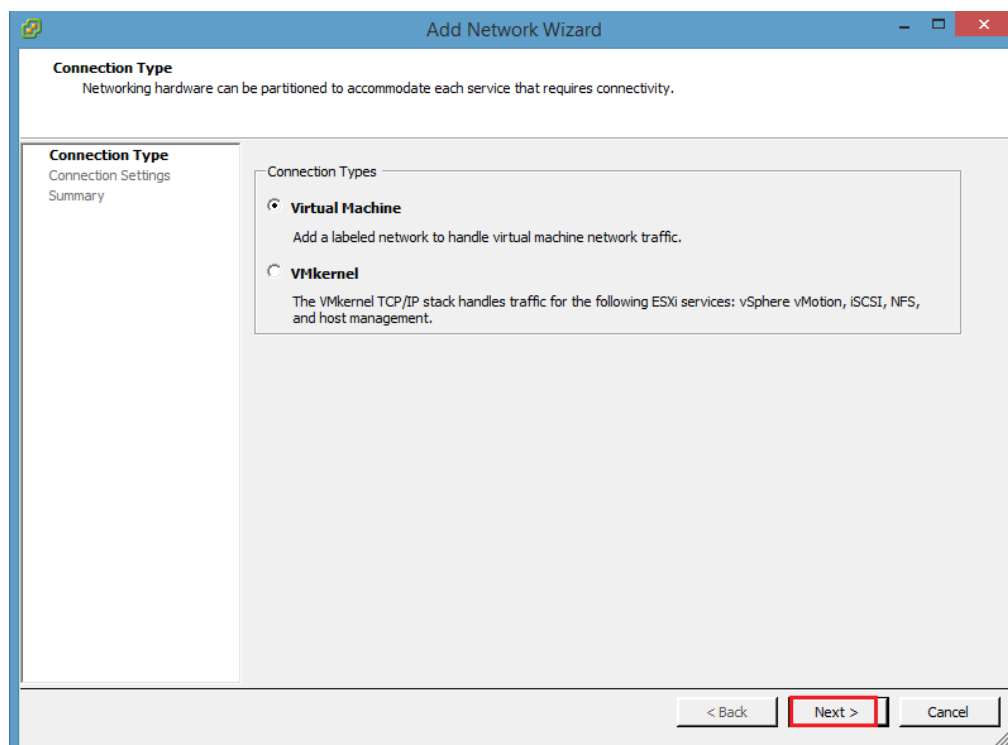 Add Network Wizard
Connection Type
Networking hardware can be partitioned to accommodate each service that requires connectivity.
Connection Type
Connection Settings
Summary
Connection Types
Virtual Machine
Add a labeled network to handle virtual machine network traffic.
VMkernel
The VMkernel TCP/IP stack handles traffic for the following ESXi services: vSphere vMotion, iSCSI, NFS,
and host management.
< Back
Next >
Cancel